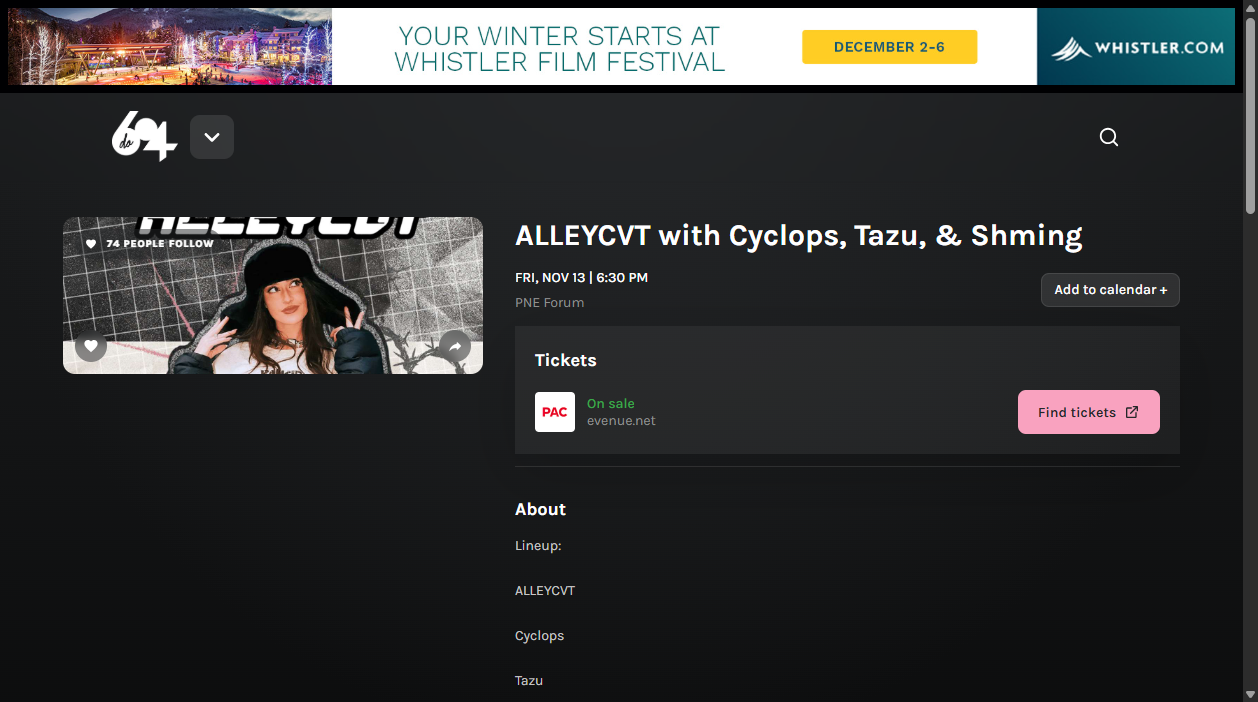 YOUR WINTER STARTS AT
WHISTLER FILM FESTIVAL
DECEMBER 2-6
WHISTLER.COM
do604
ALLEYCVT
74 PEOPLE FOLLOW
ALLEYCVT with Cyclops, Tazu, & Shming
FRI, NOV 13 | 6:30 PM
PNE Forum
Add to calendar +
Tickets
PAC
On sale
evenue.net
Find tickets
About
Lineup:
ALLEYCVT
Cyclops
Tazu